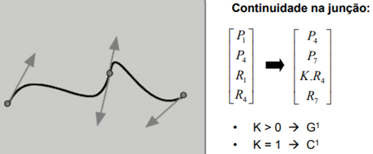 Continuidade na junção:
P₁ P₄
P₄ P₇
R₁ K.R₄
R₄ R₇
• K > 0 → G¹
• K = 1 → C¹